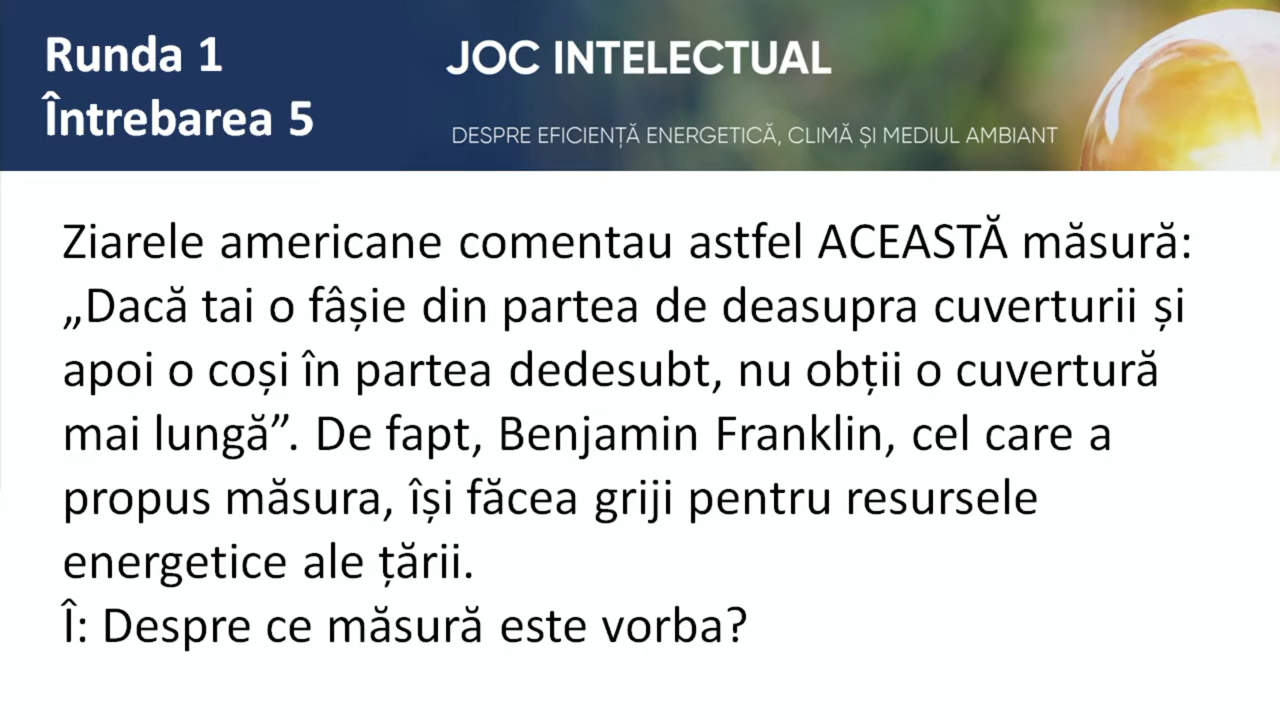 Runda 1
Întrebarea 5
JOC INTELECTUAL
DESPRE EFICIENȚĂ ENERGETICĂ, CLIMĂ ȘI MEDIUL AMBIANT
Ziarele americane comentau astfel ACEASTĂ măsură:
„Dacă tai o fâșie din partea de deasupra cuverturii și
apoi o coși în partea dedesubt, nu obții o cuvertură
mai lungă”. De fapt, Benjamin Franklin, cel care a
propus măsura, își făcea griji pentru resursele
energetice ale țării.
Î: Despre ce măsură este vorba?